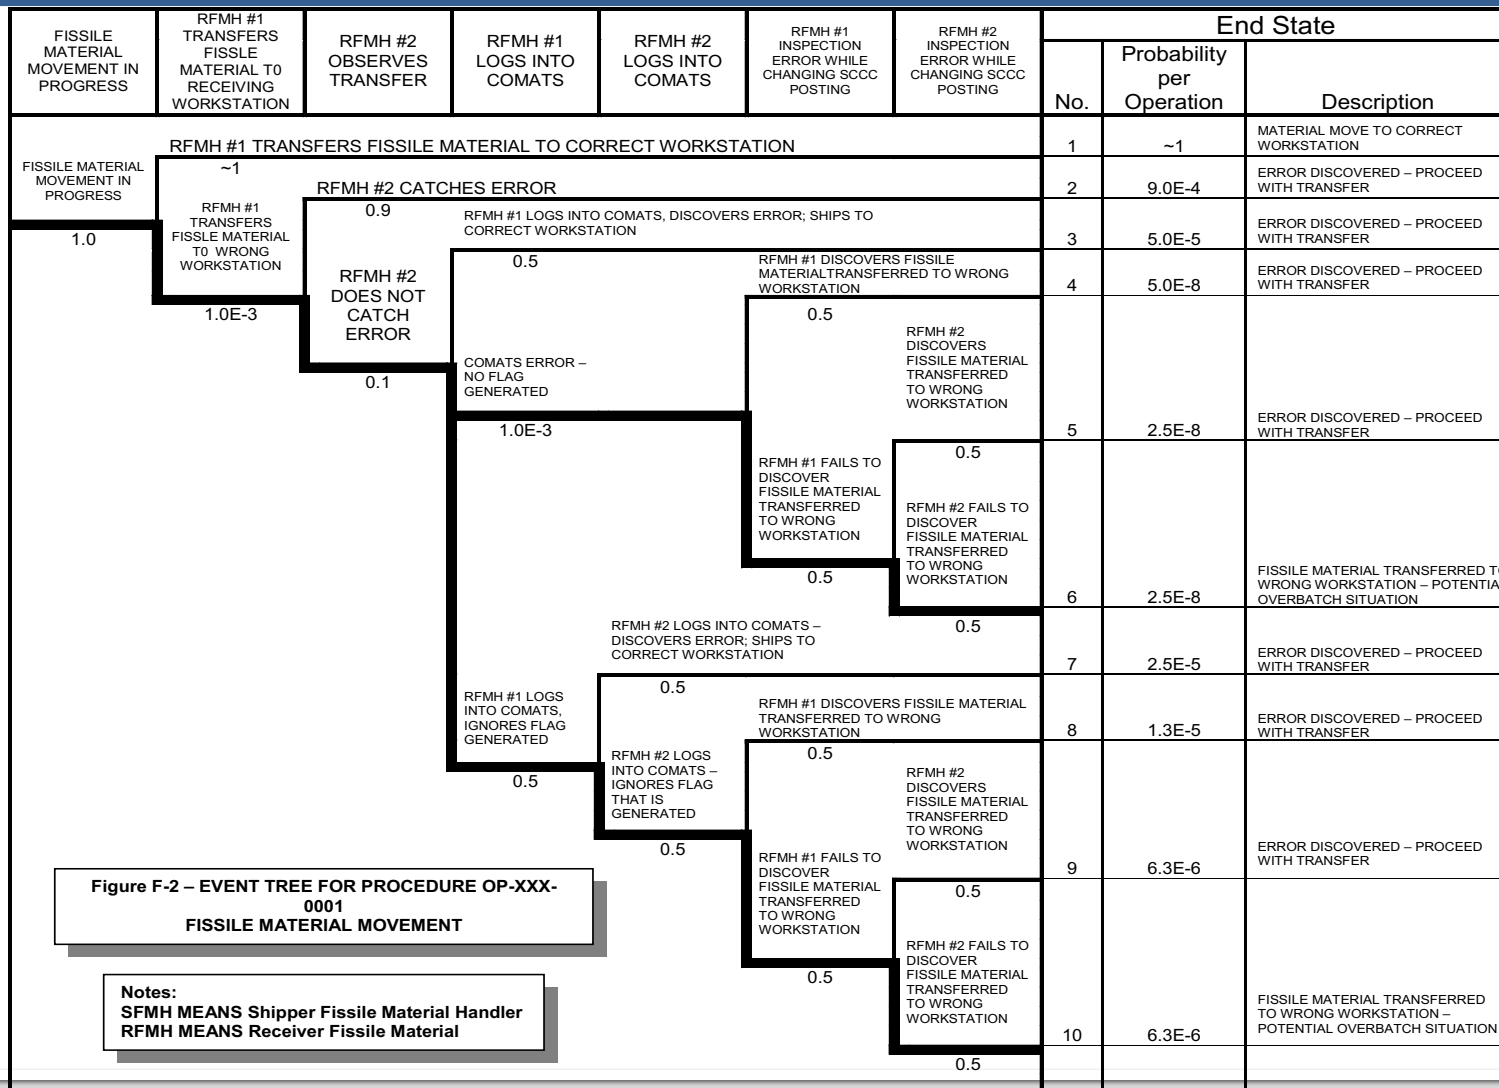 FISSILE
MATERIAL
MOVEMENT IN
PROGRESS
RFMH #1
TRANSFERS
FISSLE
MATERIAL T0
RECEIVING
WORKSTATION
RFMH #2
OBSERVES
TRANSFER
RFMH #1
LOGS INTO
COMATS
RFMH #2
LOGS INTO
COMATS
RFMH #1
INSPECTION
ERROR WHILE
CHANGING SCCC
POSTING
RFMH #2
INSPECTION
ERROR WHILE
CHANGING SCCC
POSTING
End State
No.
Probability
per
Operation
Description
RFMH #1 TRANSFERS FISSILE MATERIAL TO CORRECT WORKSTATION
1
~1
MATERIAL MOVE TO CORRECT
WORKSTATION
FISSILE MATERIAL
MOVEMENT IN
PROGRESS
1.0
~1
RFMH #1
TRANSFERS
FISSLE MATERIAL
T0 WRONG
WORKSTATION
1.0E-3
RFMH #2 CATCHES ERROR
2
9.0E-4
ERROR DISCOVERED – PROCEED
WITH TRANSFER
0.9
RFMH #2
DOES NOT
CATCH
ERROR
0.1
RFMH #1 LOGS INTO COMATS, DISCOVERS ERROR; SHIPS TO
CORRECT WORKSTATION
3
5.0E-5
ERROR DISCOVERED – PROCEED
WITH TRANSFER
0.5
RFMH #1 DISCOVERS FISSILE
MATERIALTRANSFERRED TO WRONG
WORKSTATION
4
5.0E-8
ERROR DISCOVERED – PROCEED
WITH TRANSFER
COMATS ERROR –
NO FLAG
GENERATED
1.0E-3
0.5
RFMH #2
DISCOVERS
FISSILE MATERIAL
TRANSFERRED
TO WRONG
WORKSTATION
5
2.5E-8
ERROR DISCOVERED – PROCEED
WITH TRANSFER
0.5
RFMH #1 FAILS TO
DISCOVER
FISSILE MATERIAL
TRANSFERRED
TO WRONG
WORKSTATION
0.5
RFMH #2 FAILS TO
DISCOVER
FISSILE MATERIAL
TRANSFERRED
TO WRONG
WORKSTATION
0.5
6
2.5E-8
FISSILE MATERIAL TRANSFERRED
WRONG WORKSTATION –
OVERBATCH SITUATION
RFMH #2 LOGS INTO COMATS –
DISCOVERS ERROR; SHIPS TO
CORRECT WORKSTATION
7
2.5E-5
ERROR DISCOVERED – PROCEED
WITH TRANSFER
0.5
RFMH #1 LOGS
INTO COMATS,
IGNORES FLAG
GENERATED
0.5
RFMH #1 DISCOVERS FISSILE MATERIAL
TRANSFERRED TO WRONG
WORKSTATION
8
1.3E-5
ERROR DISCOVERED – PROCEED
WITH TRANSFER
RFMH #2 LOGS
INTO COMATS –
IGNORES FLAG
THAT IS
GENERATED
0.5
0.5
RFMH #2
DISCOVERS
FISSILE MATERIAL
TRANSFERRED
TO WRONG
WORKSTATION
9
6.3E-6
ERROR DISCOVERED – PROCEED
WITH TRANSFER
0.5
RFMH #1 FAILS TO
DISCOVER
FISSILE MATERIAL
TRANSFERRED
TO WRONG
WORKSTATION
0.5
RFMH #2 FAILS TO
DISCOVER
FISSILE MATERIAL
TRANSFERRED
TO WRONG
WORKSTATION
0.5
10
6.3E-6
FISSILE MATERIAL TRANSFERRED
TO WRONG WORKSTATION –
POTENTIAL OVERBATCH SITUATION
Figure F-2 – EVENT TREE FOR PROCEDURE OP-XXX-
0001
FISSILE MATERIAL MOVEMENT
Notes:
SFMH MEANS Shipper Fissile Material Handler
RFMH MEANS Receiver Fissile Material